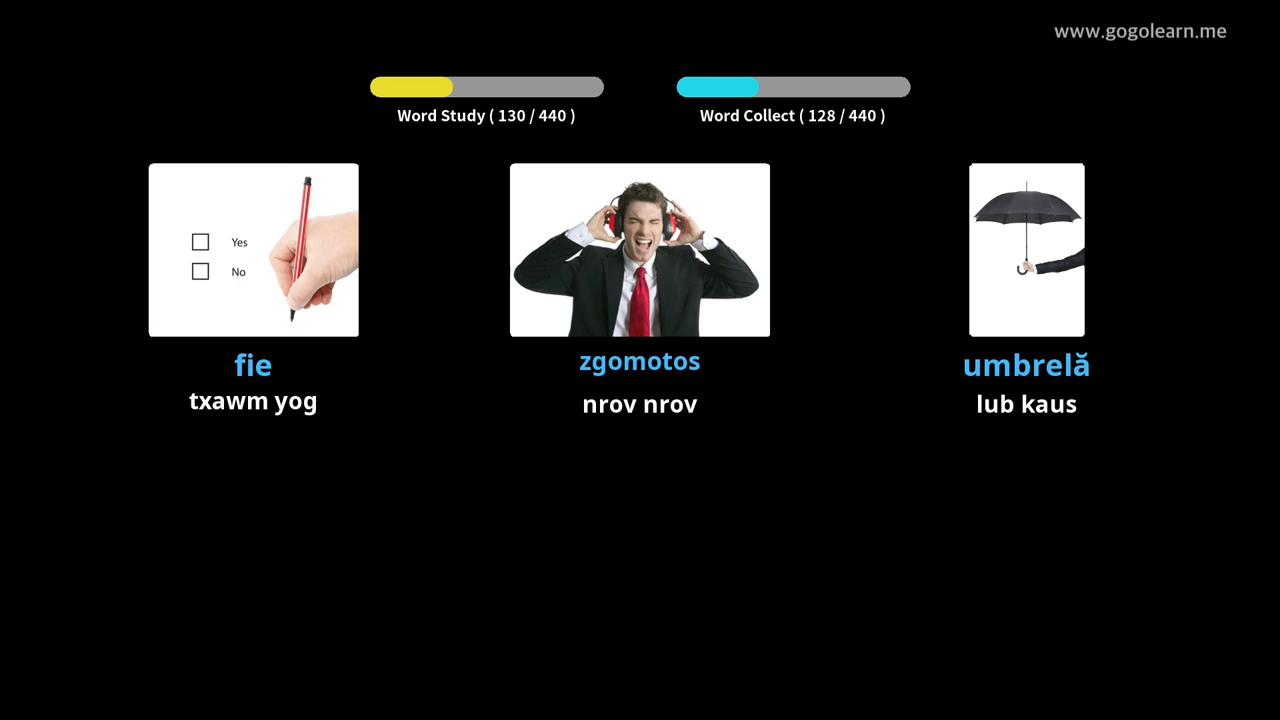 www.gogolearn.me
Word Study ( 130 / 440 )
Word Collect ( 128 / 440 )
Yes
No
fie
txawm yog
zgomotos
nrov nrov
umbrelă
lub kaus